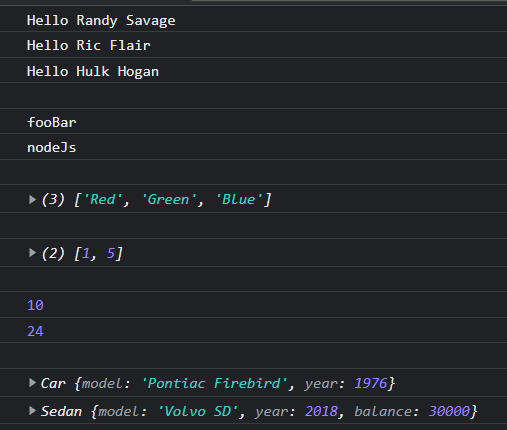 Hello Randy Savage
Hello Ric Flair
Hello Hulk Hogan
fooBar
nodeJs
(3) ['Red', 'Green', 'Blue']
(2) [1, 5]
10
24
Car {model: 'Pontiac Firebird', year: 1976}
Sedan {model: 'Volvo SD', year: 2018, balance: 30000}